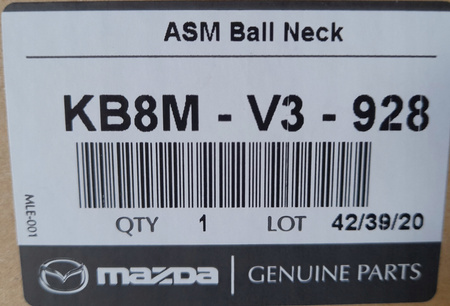 ASM Ball Neck
KB8M - V3 - 928
QTY 1 LOT 42/39/20
MLE-001
mazda | GENUINE PARTS